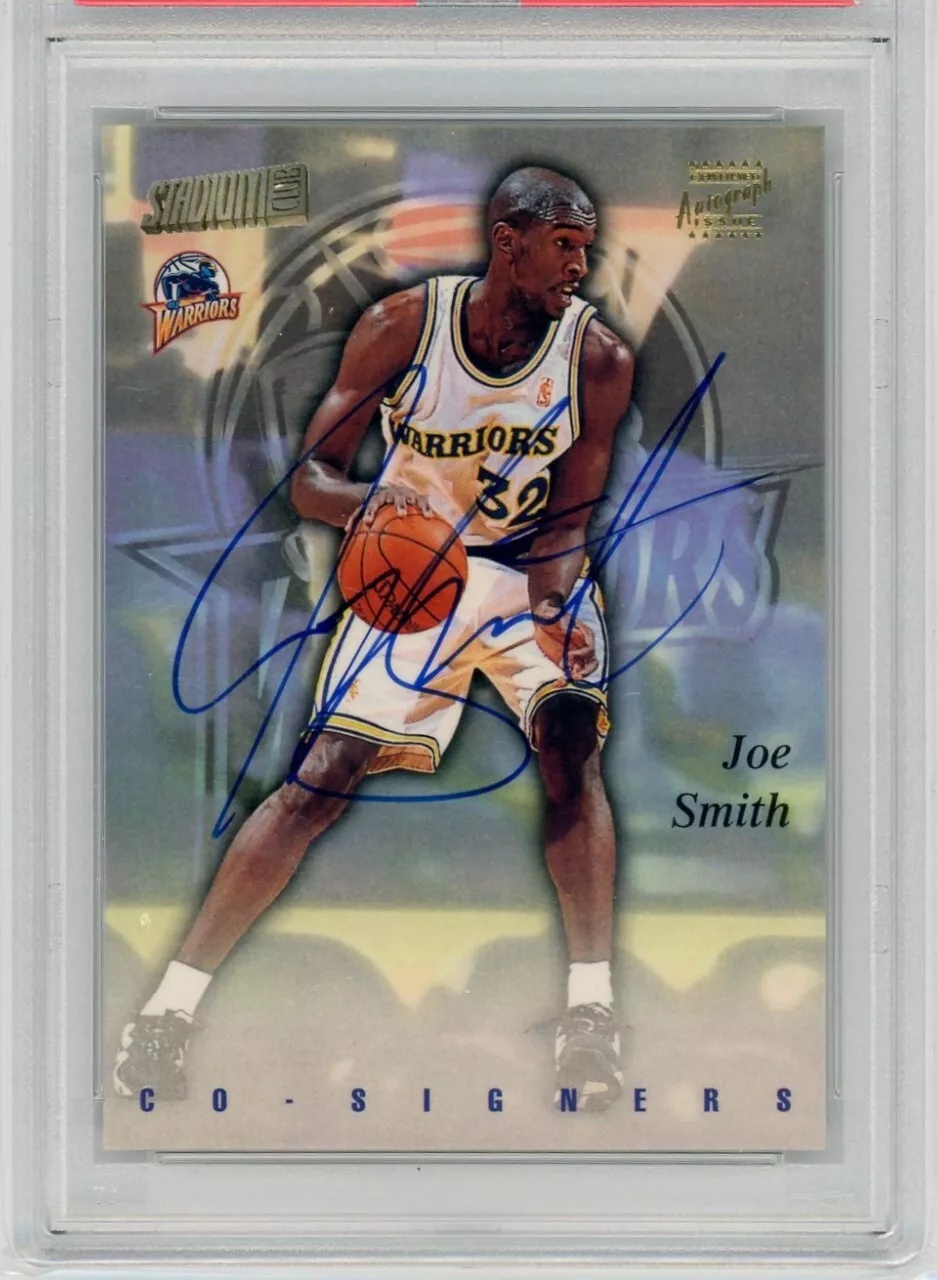 STADIUM CLUB
CERTIFIED
Autograph
ISSUE
WARRIORS
WARRIORS
32
Joe
Smith
CO-SIGNERS